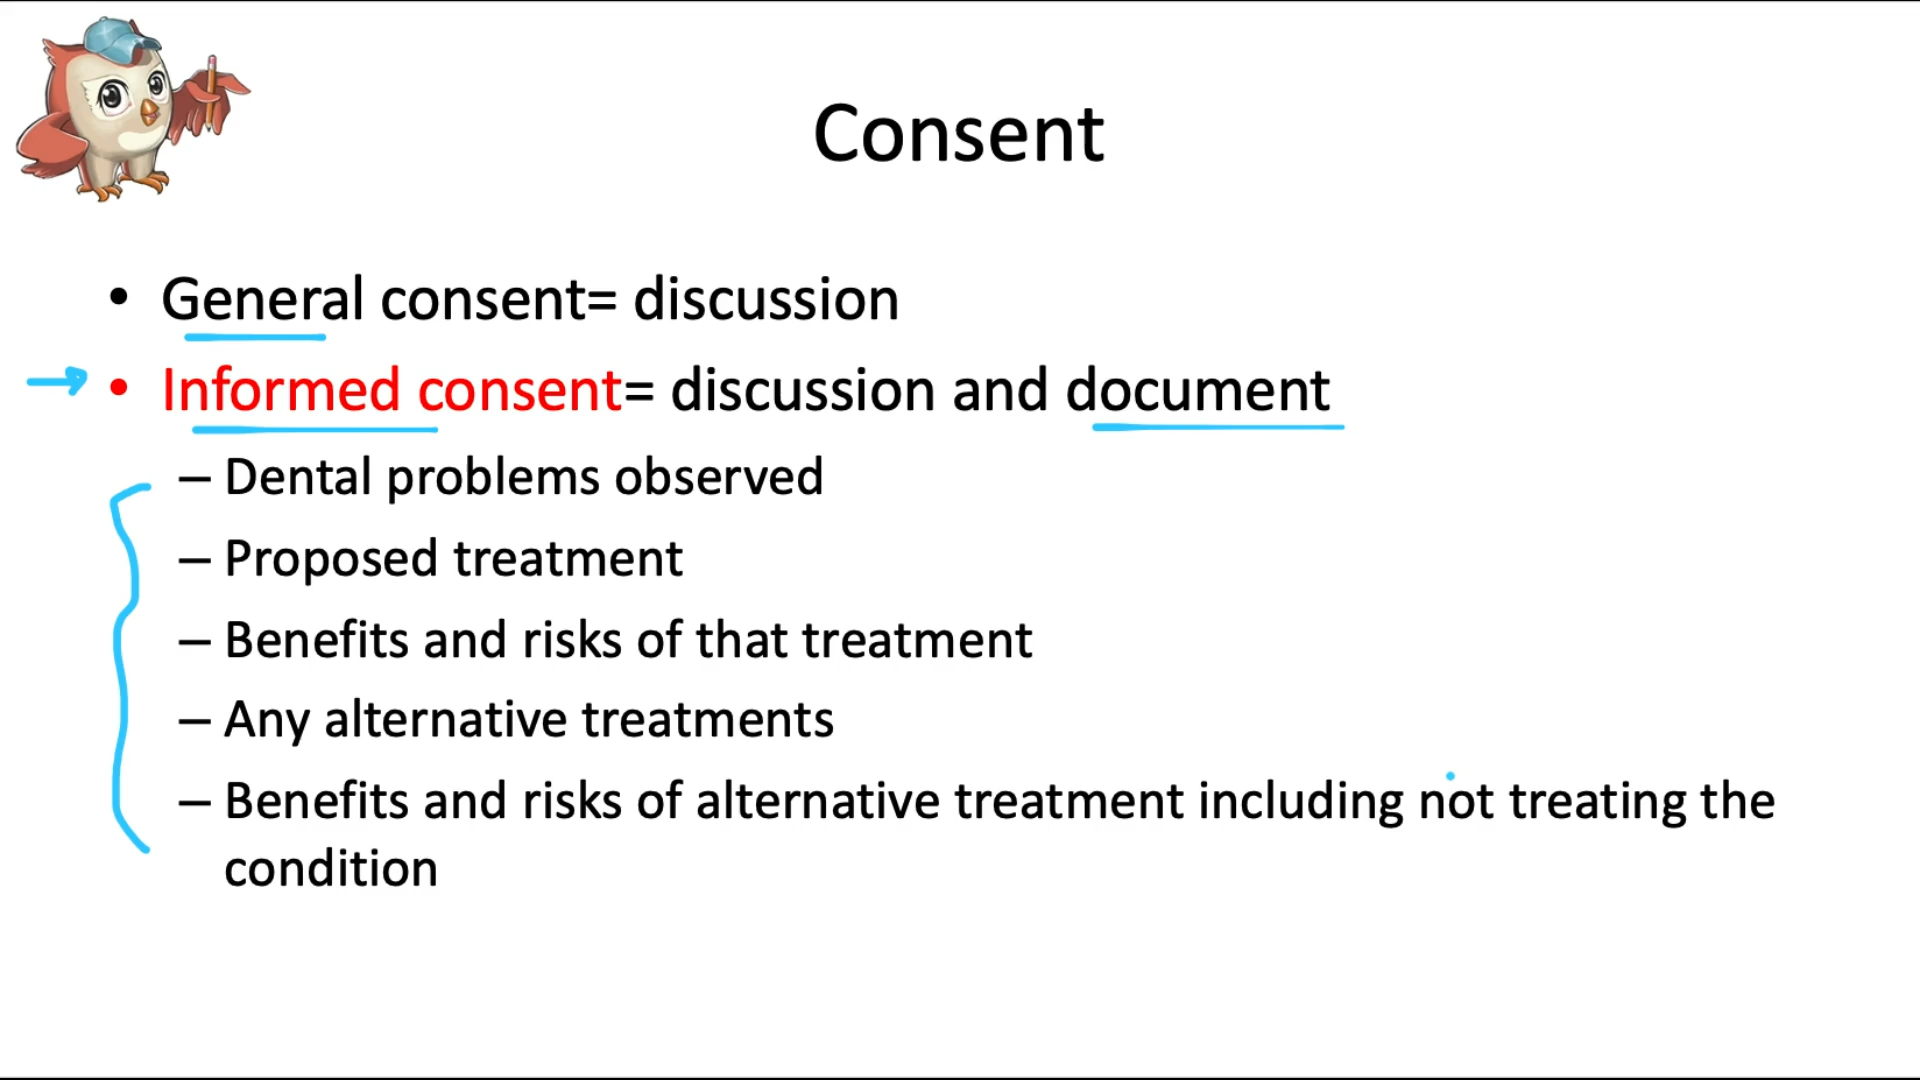 Consent
• General consent= discussion
• Informed consent= discussion and document
– Dental problems observed
– Proposed treatment
– Benefits and risks of that treatment
– Any alternative treatments
– Benefits and risks of alternative treatment including not treating the
condition